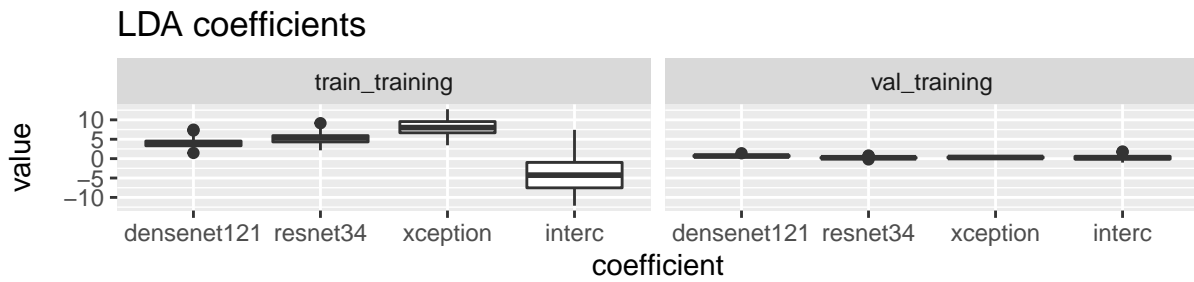 LDA coefficients
train_training val_training
value
10
5
0
−5
−10
densenet121 resnet34 xception interc densenet121 resnet34 xception interc
coefficient